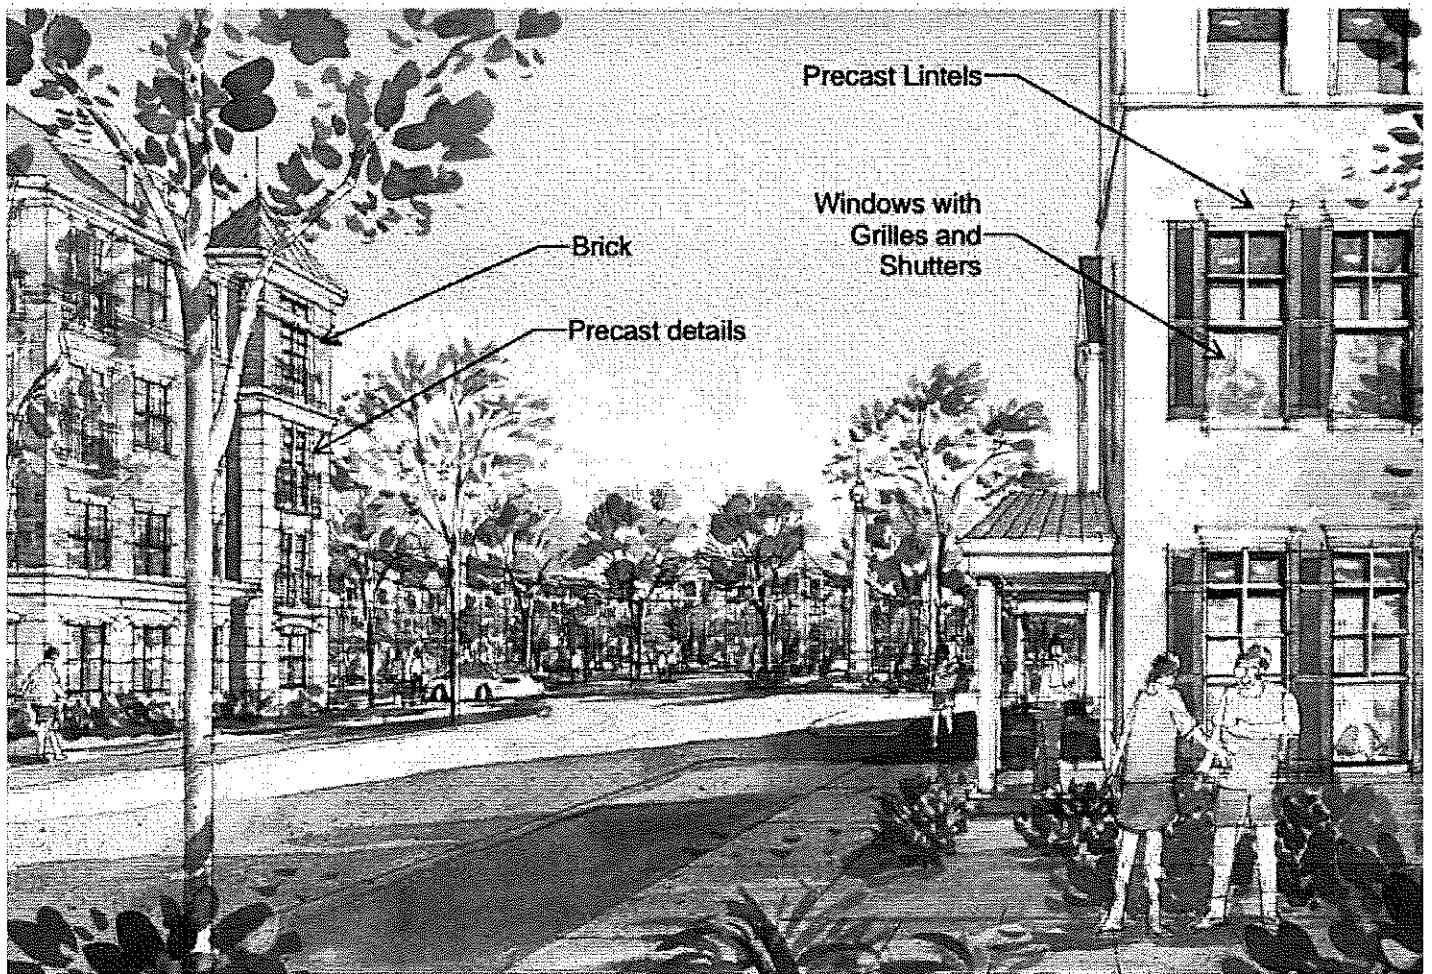 Precast Lintels
Windows with
Grilles and
Shutters
Brick
Precast details